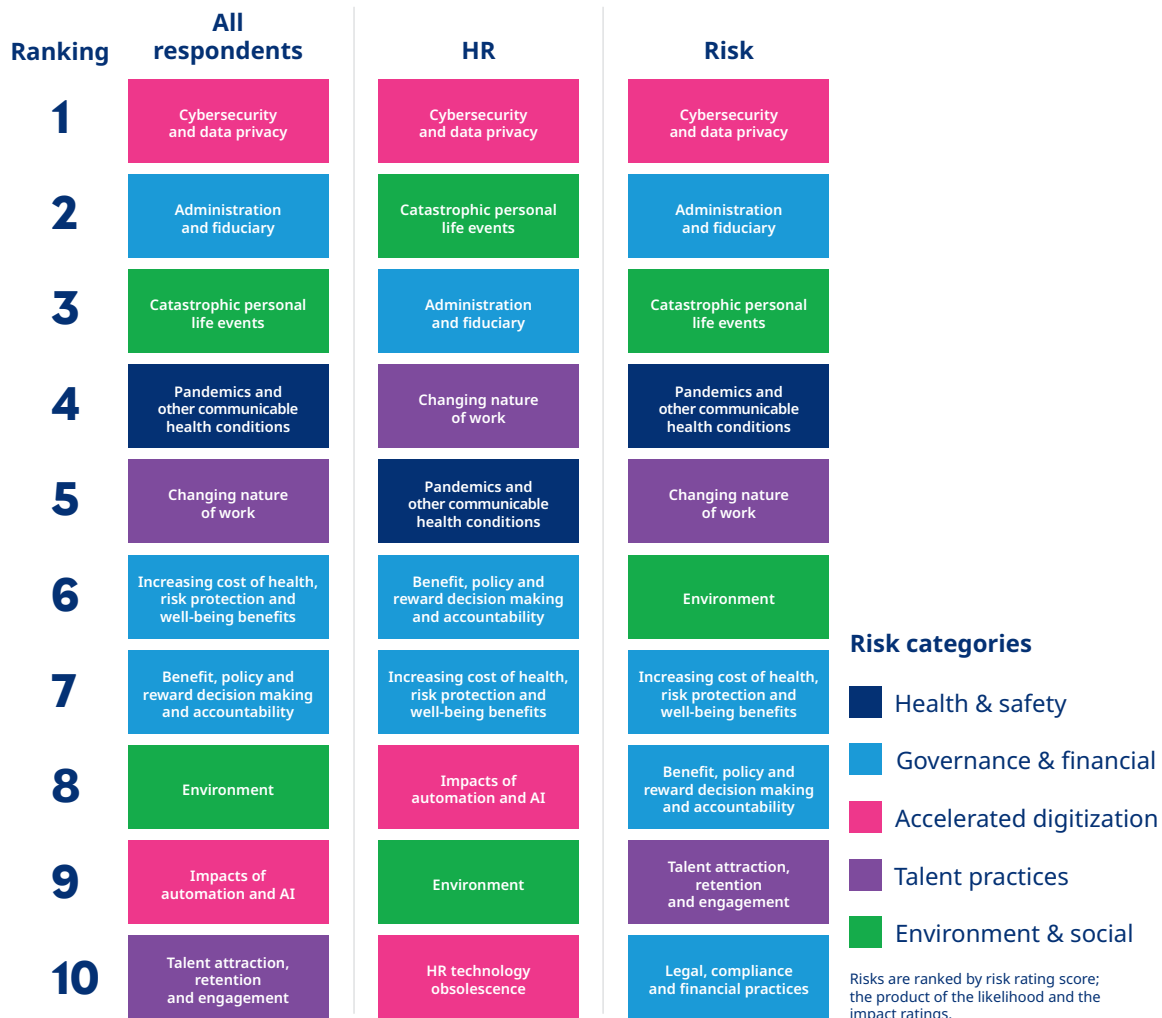 Ranking
All
respondents
HR
Risk
1
Cybersecurity
and data privacy
Cybersecurity
and data privacy
Cybersecurity
and data privacy
2
Administration
and fiduciary
Catastrophic personal
life events
Administration
and fiduciary
3
Catastrophic personal
life events
Administration
and fiduciary
Catastrophic personal
life events
4
Pandemics and
other communicable
health conditions
Changing nature
of work
Pandemics and
other communicable
health conditions
5
Changing nature
of work
Pandemics and
other communicable
health conditions
Changing nature
of work
6
Increasing cost of health,
risk protection and
well-being benefits
Benefit, policy and
reward decision making
and accountability
Environment
7
Benefit, policy and
reward decision making
and accountability
Increasing cost of health,
risk protection and
well-being benefits
Increasing cost of health,
risk protection and
well-being benefits
8
Environment
Impacts of
automation and AI
Benefit, policy and
reward decision making
and accountability
9
Impacts of
automation and AI
Environment
Talent attraction,
retention
and engagement
10
Talent attraction,
retention
and engagement
HR technology
obsolescence
Legal, compliance
and financial practices
Risk categories
Health & safety
Governance & financial
Accelerated digitization
Talent practices
Environment & social
Risks are ranked by risk rating score;
the product of the likelihood and the
impact ratings.